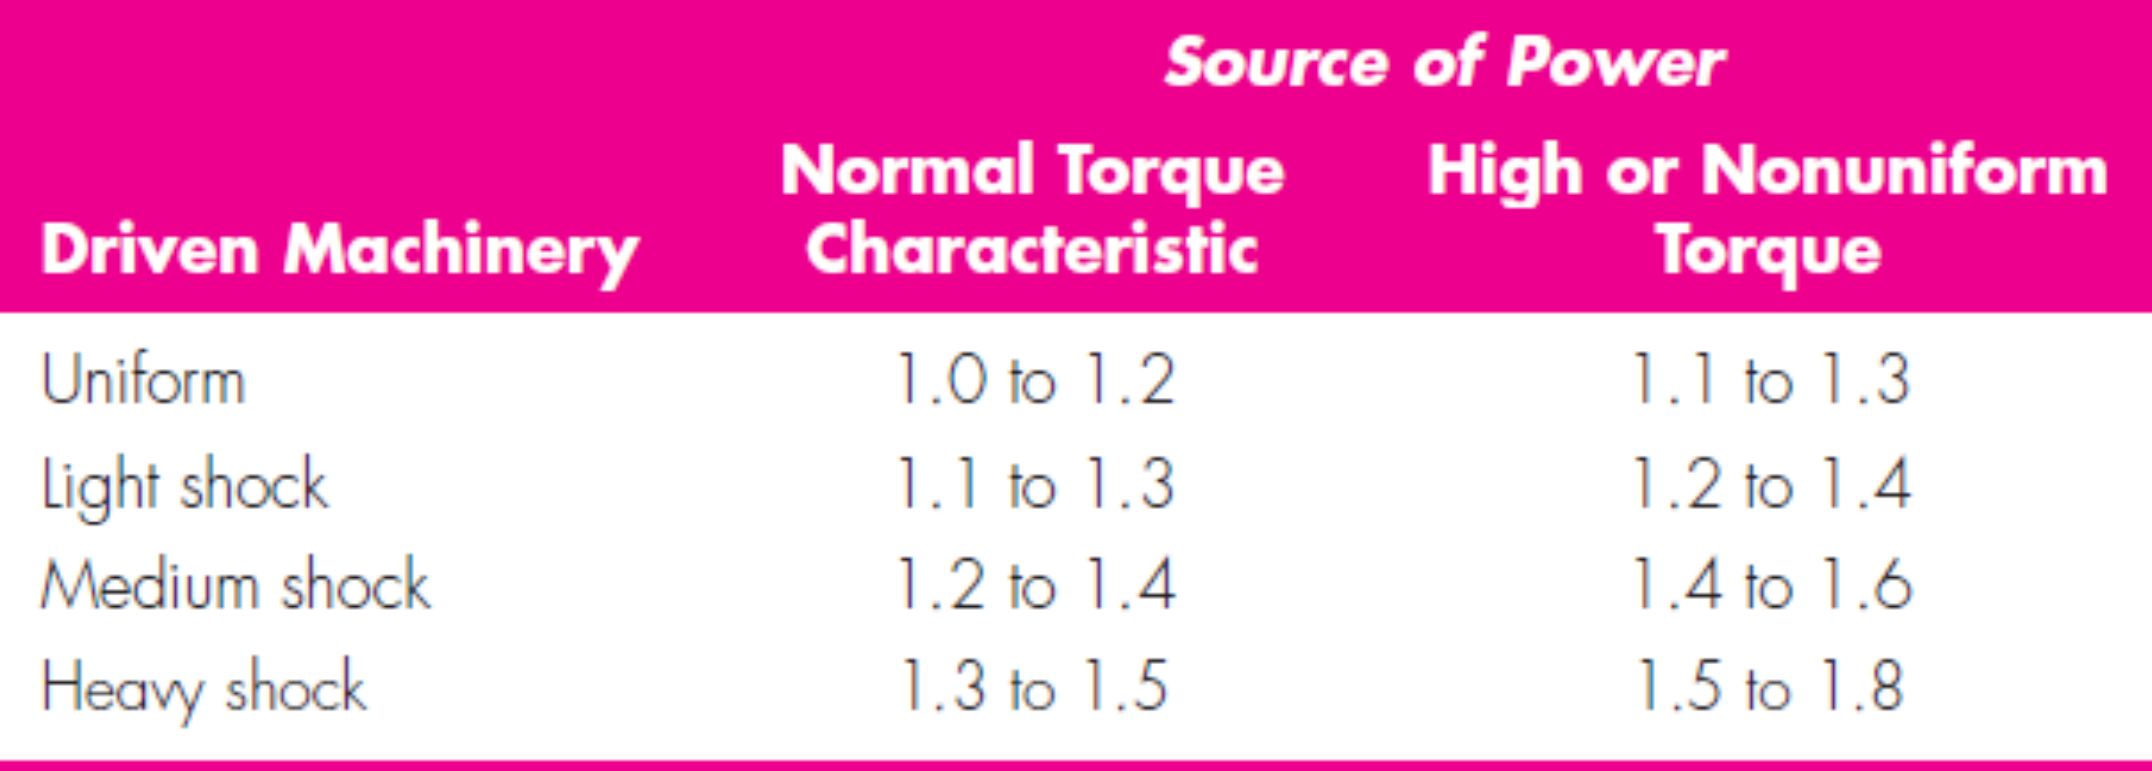 Source of Power
Normal Torque High or Nonuniform
Driven Machinery Characteristic Torque
Uniform 1.0 to 1.2 1.1 to 1.3
Light shock 1.1 to 1.3 1.2 to 1.4
Medium shock 1.2 to 1.4 1.4 to 1.6
Heavy shock 1.3 to 1.5 1.5 to 1.8